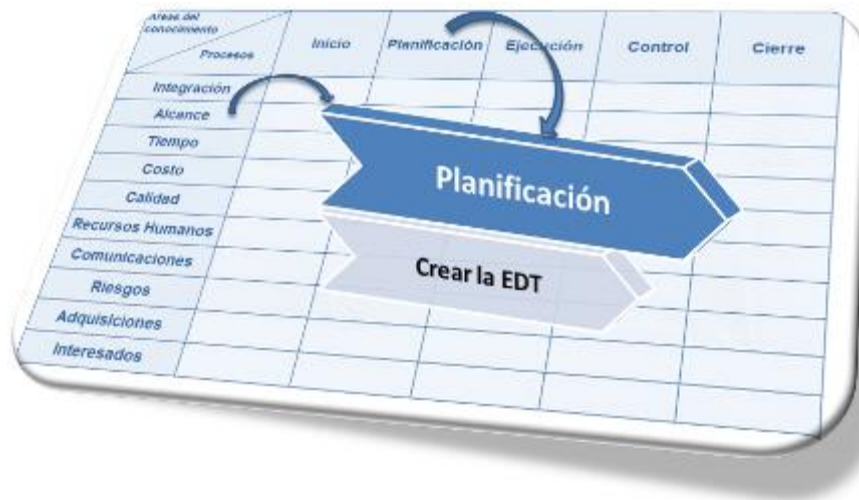 Áreas del
conocimiento
Procesos
Inicio
Planificación
Ejecución
Control
Cierre
Integración
Alcance
Tiempo
Costo
Calidad
Recursos Humanos
Comunicaciones
Riesgos
Adquisiciones
Interesados
Planificación
Crear la EDT